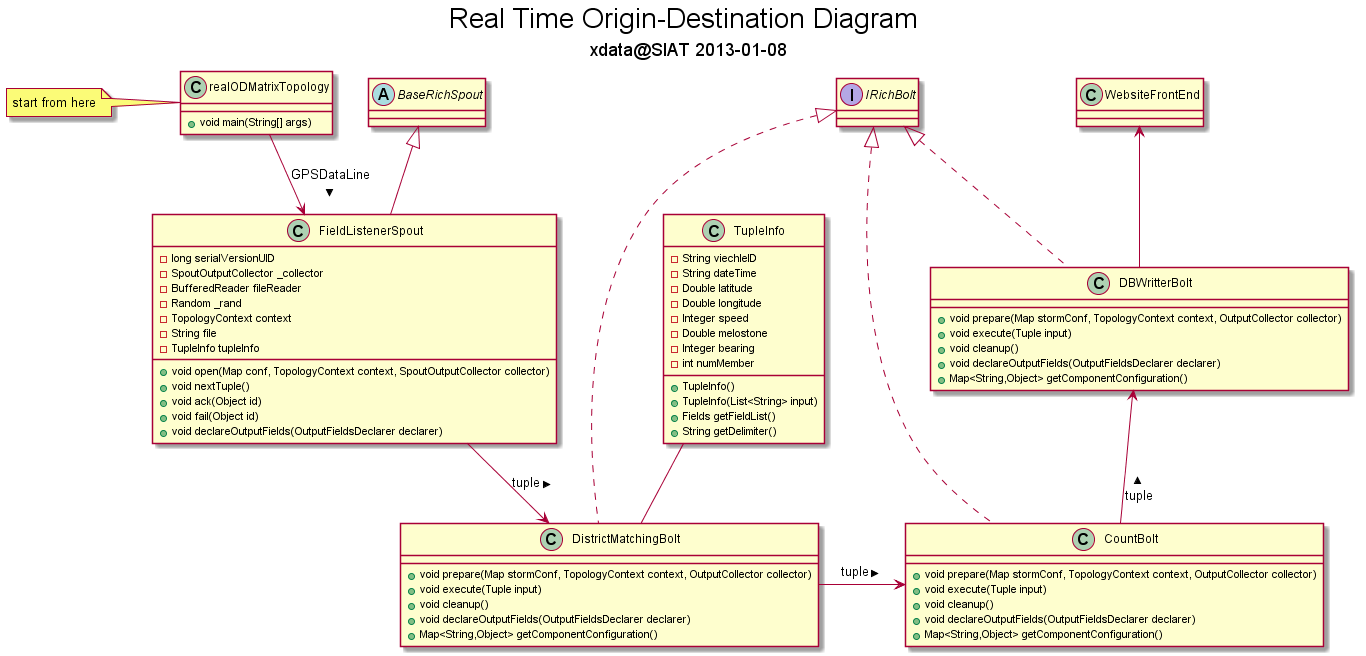 Real Time Origin-Destination Diagram
xdata@SIAT 2013-01-08
start from here
C realODMatrixTopology
void main(String[] args)
A BaseRichSpout
I IRichBolt
C WebsiteFrontEnd
GPSDataLine
▼
C FieldListenerSpout
long serialVersionUID
SpoutOutputCollector _collector
BufferedReader fileReader
Random _rand
TopologyContext context
String file
TupleInfo tupleInfo
void open(Map conf, TopologyContext context, SpoutOutputCollector collector)
void nextTuple()
void ack(Object id)
void fail(Object id)
void declareOutputFields(OutputFieldsDeclarer declarer)
C TupleInfo
String viechleID
String dateTime
Double latitude
Double longitude
Integer speed
Double melostone
Integer bearing
int numMember
TupleInfo()
TupleInfo(List<String> input)
Fields getFieldList()
String getDelimiter()
C DBWritterBolt
void prepare(Map stormConf, TopologyContext context, OutputCollector collector)
void execute(Tuple input)
void cleanup()
void declareOutputFields(OutputFieldsDeclarer declarer)
Map<String,Object> getComponentConfiguration()
tuple ►
▲
tuple
C DistrictMatchingBolt
void prepare(Map stormConf, TopologyContext context, OutputCollector collector)
void execute(Tuple input)
void cleanup()
void declareOutputFields(OutputFieldsDeclarer declarer)
Map<String,Object> getComponentConfiguration()
tuple ►
C CountBolt
void prepare(Map stormConf, TopologyContext context, OutputCollector collector)
void execute(Tuple input)
void cleanup()
void declareOutputFields(OutputFieldsDeclarer declarer)
Map<String,Object> getComponentConfiguration()